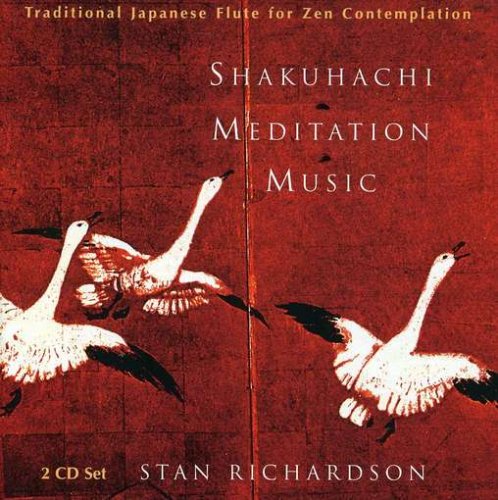 Traditional Japanese Flute for Zen Contemplation
SHAKUHACHI
MEDITATION
MUSIC
2 CD Set
STAN RICHARDSON